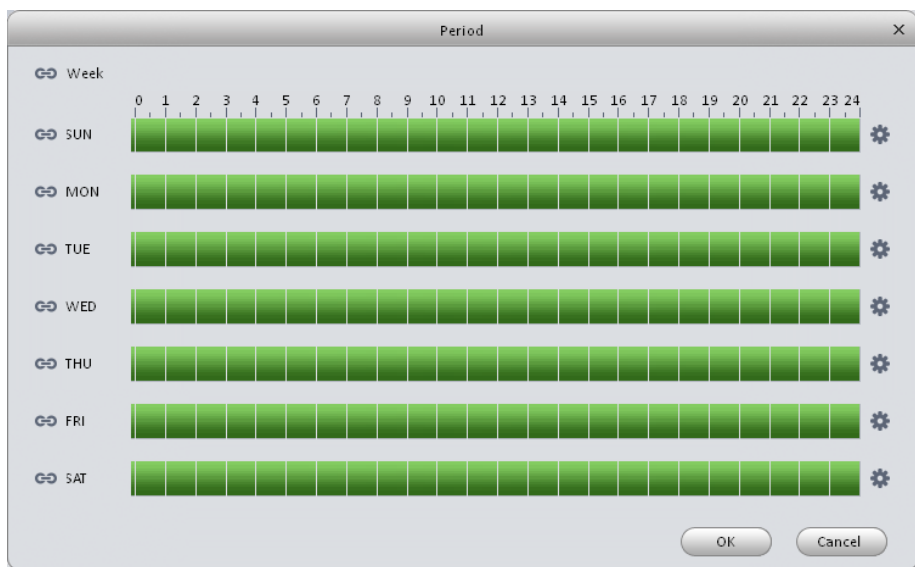 Period
Week
0 1 2 3 4 5 6 7 8 9 10 11 12 13 14 15 16 17 18 19 20 21 22 23 24
SUN
MON
TUE
WED
THU
FRI
SAT
OK Cancel